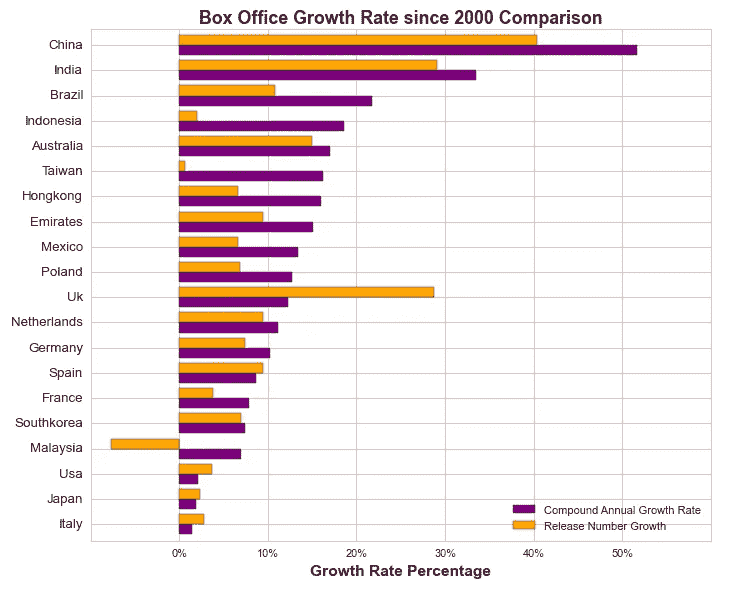 Box Office Growth Rate since 2000 Comparison
China
India
Brazil
Indonesia
Australia
Taiwan
Hongkong
Emirates
Mexico
Poland
Uk
Netherlands
Germany
Spain
France
Southkorea
Malaysia
Usa
Japan
Italy
Compound Annual Growth Rate
Release Number Growth
0% 10% 20% 30% 40% 50%
Growth Rate Percentage